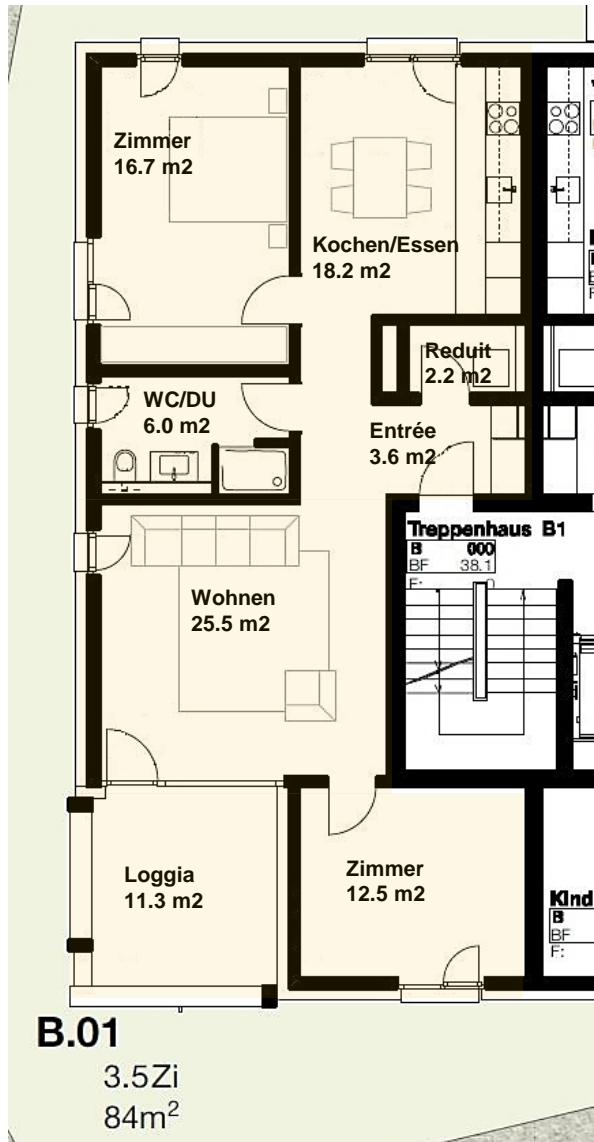 Zimmer
16.7 m2
Kochen/Essen
18.2 m2
Reduit
2.2 m2
WC/DU
6.0 m2
Entrée
3.6 m2
Treppenhaus B1
B 000
BF 38.1
F: 0
Wohnen
25.5 m2
Loggia
11.3 m2
Zimmer
12.5 m2
Kind
B
BF
F:
B.01
3.5Zi
84m²